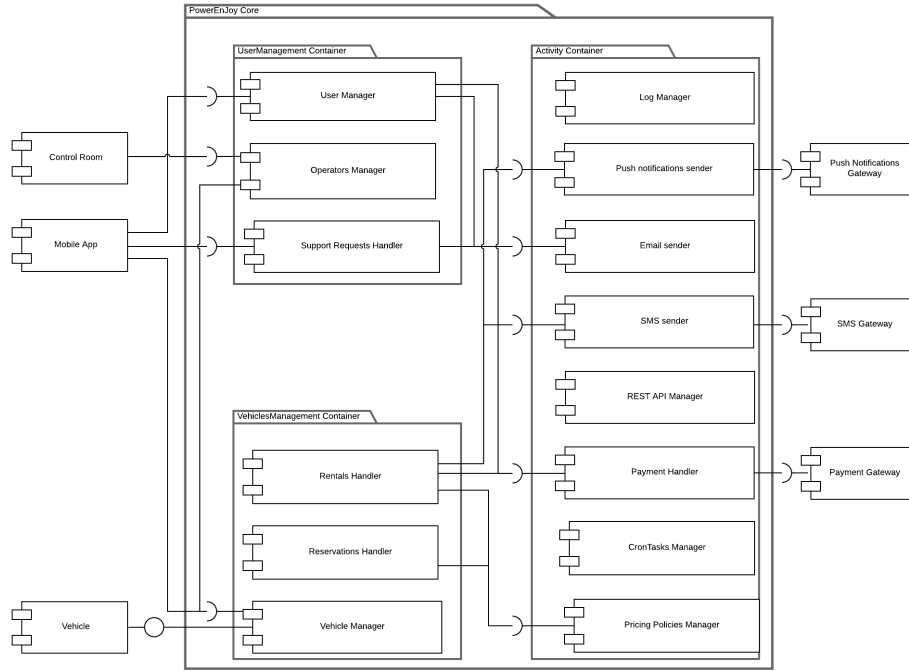 PowerEnJoy Core
UserManagement Container
Activity Container
User Manager
Log Manager
Control Room
Operators Manager
Push notifications sender
Push Notifications
Gateway
Mobile App
Support Requests Handler
Email sender
SMS sender
SMS Gateway
REST API Manager
VehiclesManagement Container
Rentals Handler
Payment Handler
Payment Gateway
Reservations Handler
CronTasks Manager
Vehicle
Vehicle Manager
Pricing Policies Manager